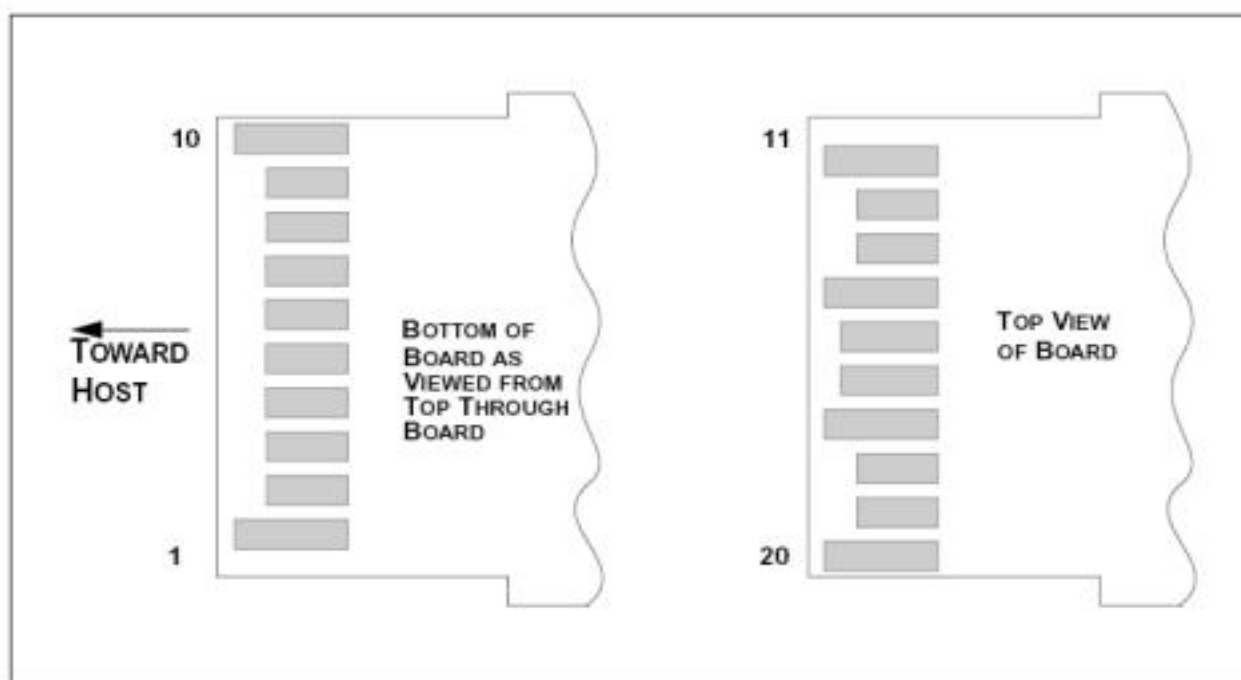 10
1
TOWARD
HOST
BOTTOM OF
BOARD AS
VIEWED FROM
TOP THROUGH
BOARD
11
20
TOP VIEW
OF BOARD